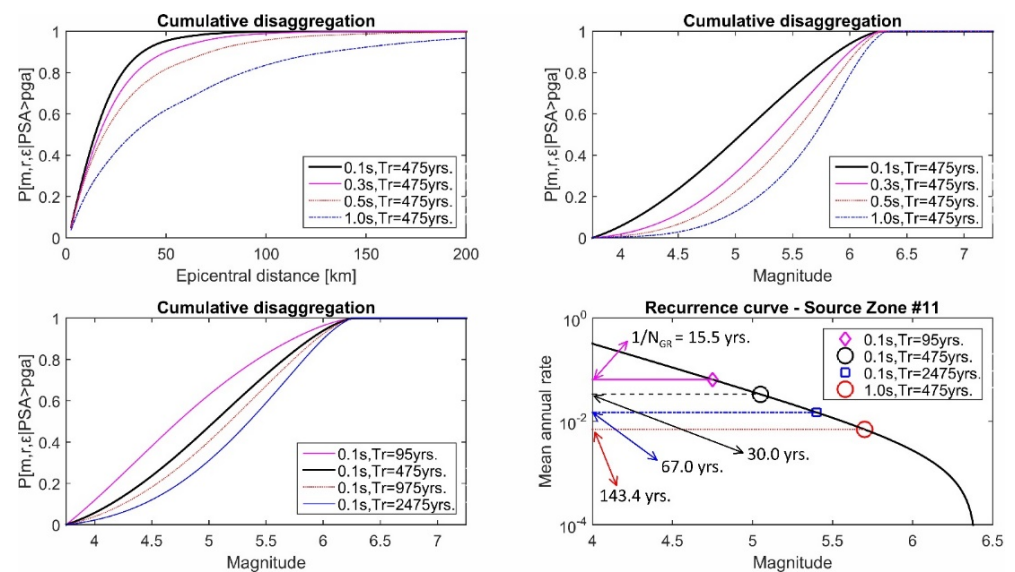 Cumulative disaggregation
P[m,r,ε|PSA>pga]
1
0.8
0.6
0.4
0.2
0
0.1s,Tr=475yrs.
0.3s,Tr=475yrs.
0.5s,Tr=475yrs.
1.0s,Tr=475yrs.
0 50 100 150 200
Epicentral distance [km]
Cumulative disaggregation
P[m,r,ε|PSA>pga]
1
0.8
0.6
0.4
0.2
0
0.1s,Tr=475yrs.
0.3s,Tr=475yrs.
0.5s,Tr=475yrs.
1.0s,Tr=475yrs.
4 4.5 5 5.5 6 6.5 7
Magnitude
Cumulative disaggregation
P[m,r,ε|PSA>pga]
1
0.8
0.6
0.4
0.2
0
0.1s,Tr=95yrs.
0.1s,Tr=475yrs.
0.1s,Tr=975yrs.
0.1s,Tr=2475yrs.
4 4.5 5 5.5 6 6.5 7
Magnitude
Recurrence curve - Source Zone #11
Mean annual rate
10⁰
10⁻²
10⁻⁴
1/N_GR = 15.5 yrs.
0.1s,Tr=95yrs.
0.1s,Tr=475yrs.
0.1s,Tr=2475yrs.
1.0s,Tr=475yrs.
30.0 yrs.
67.0 yrs.
143.4 yrs.
4 4.5 5 5.5 6 6.5
Magnitude